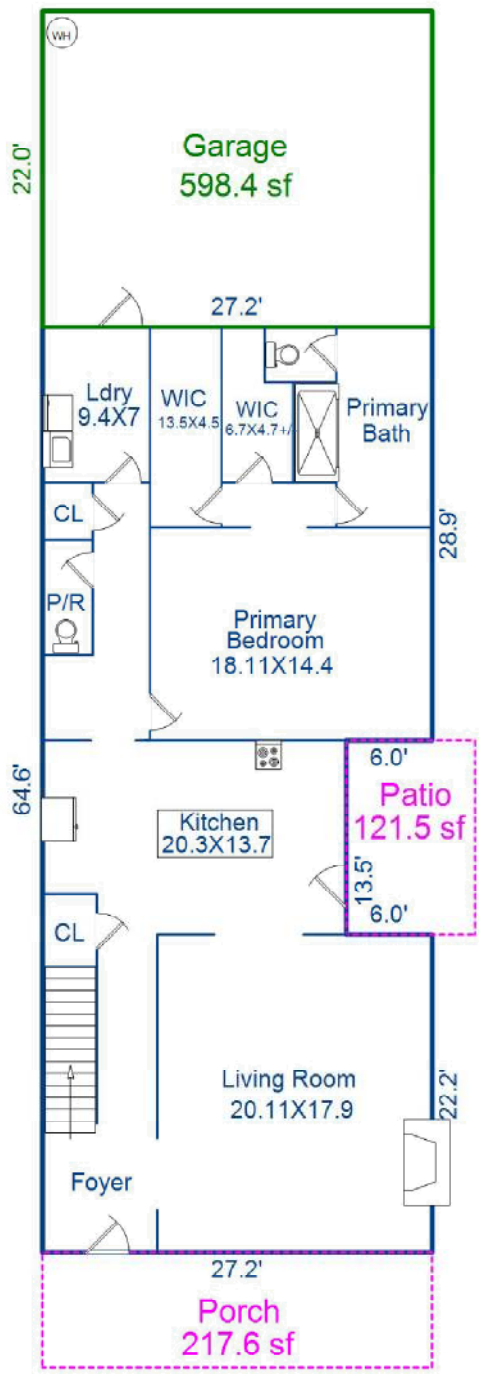 WH
Garage
598.4 sf
22.0'
27.2'
Ldry
9.4X7
WIC
13.5X4.5
WIC
6.7X4.7+/
Primary
Bath
CL
28.9'
P/R
Primary
Bedroom
18.11X14.4
64.6'
6.0'
Patio
121.5 sf
Kitchen
20.3X13.7
13.5'
6.0'
CL
Living Room
20.11X17.9
22.2'
Foyer
27.2'
Porch
217.6 sf